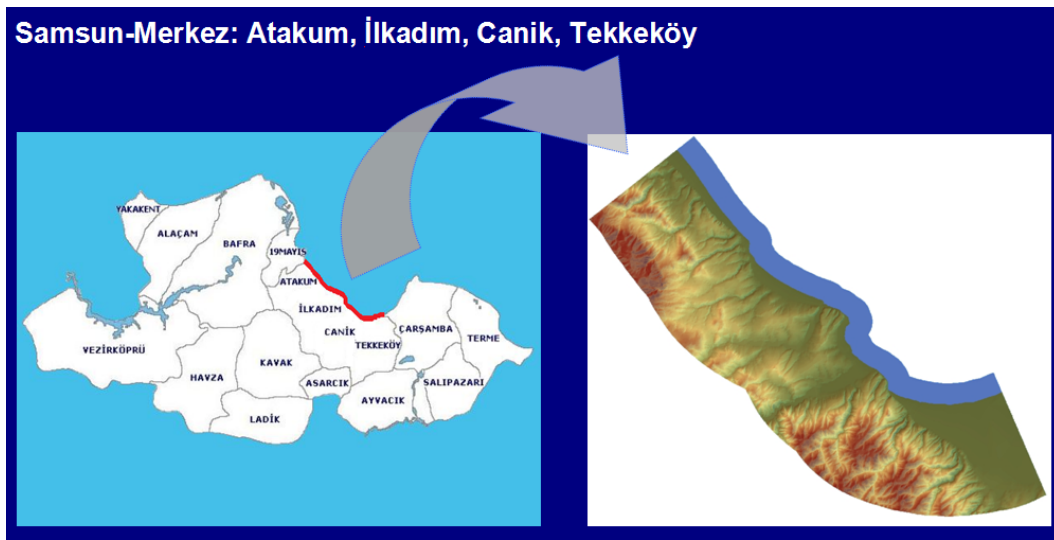 Samsun-Merkez: Atakum, İlkadım, Canik, Tekkeköy
YAKAKENT
ALAÇAM
BAFRA
19MAYIS
ATAKUM
İLKADIM
CANİK
TEKKEKÖY
ÇARŞAMBA
TERME
VEZİRKÖPRÜ
HAVZA
KAVAK
ASARCIK
SALIPAZARI
AYVACIK
LADİK